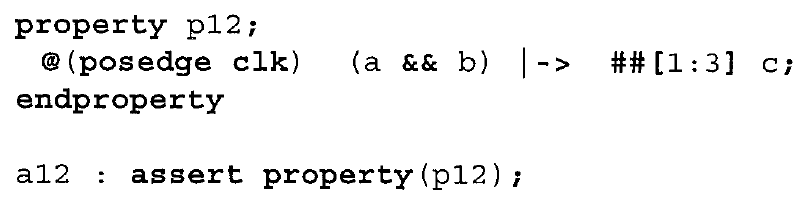 property p12;
@(posedge clk) (a && b) |-> ##[1:3] c;
endproperty
a12 : assert property(p12);